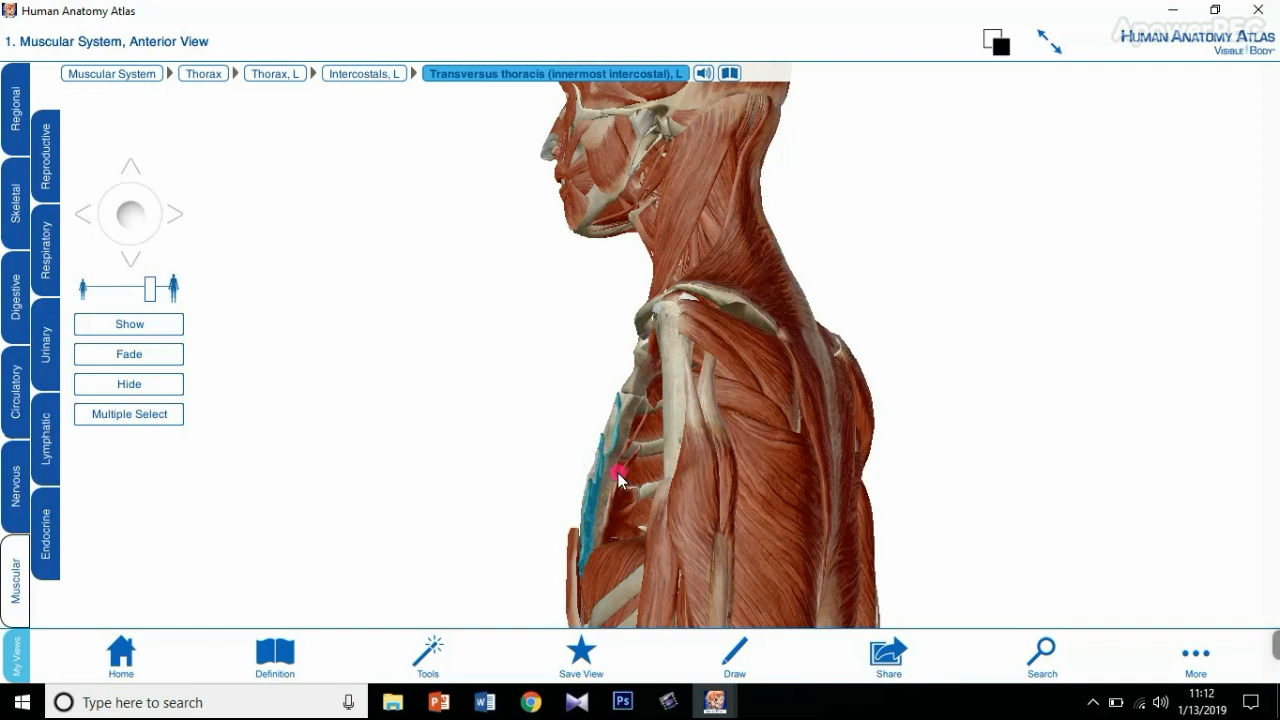 Human Anatomy Atlas
ApowerREC
1. Muscular System, Anterior View
HUMAN ANATOMY ATLAS
VISIBLE BODY
Muscular System
Thorax
Thorax, L
Intercostals, L
Transversus thoracis (innermost intercostal), L
Regional
Skeletal
Digestive
Circulatory
Nervous
Muscular
My Views
Reproductive
Respiratory
Urinary
Lymphatic
Endocrine
Show
Fade
Hide
Multiple Select
Home
Definition
Tools
Save View
Draw
Share
Search
More
Type here to search
11:12
1/13/2019